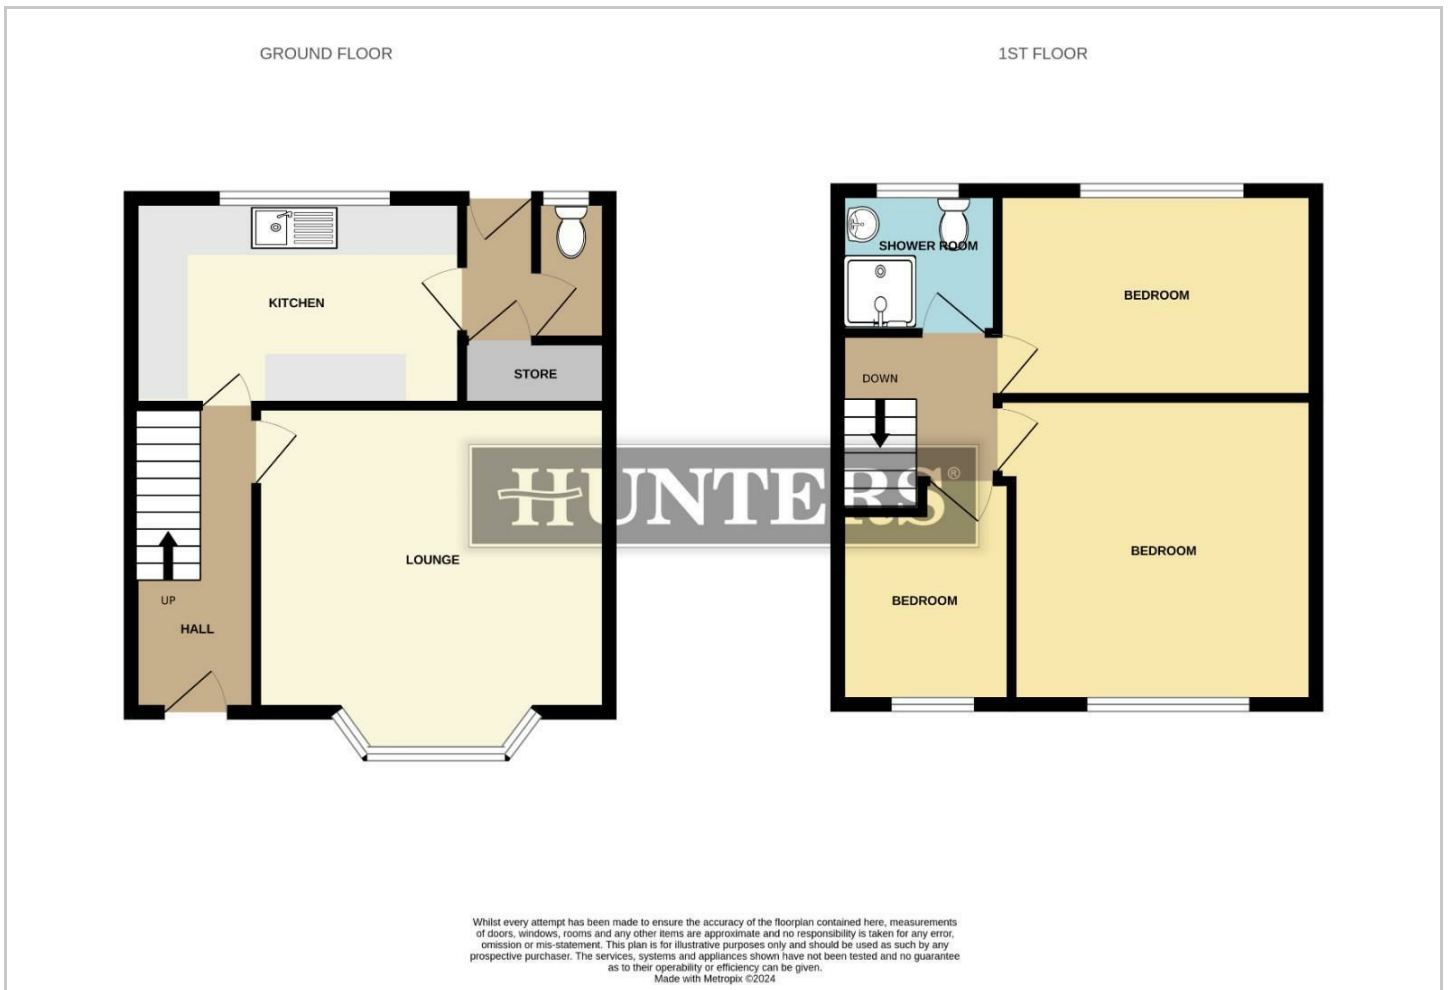 GROUND FLOOR
1ST FLOOR
KITCHEN
STORE
LOUNGE
UP
HALL
SHOWER ROOM
BEDROOM
DOWN
BEDROOM
BEDROOM
HUNTERS®
Whilst every attempt has been made to ensure the accuracy of the floorplan contained here, measurements
of doors, windows, rooms and any other items are approximate and no responsibility is taken for any error,
omission or mis-statement. This plan is for illustrative purposes only and should be used as such by any
prospective purchaser. The services, systems and appliances shown have not been tested and no guarantee
as to their operability or efficiency can be given.
Made with Metropix ©2024